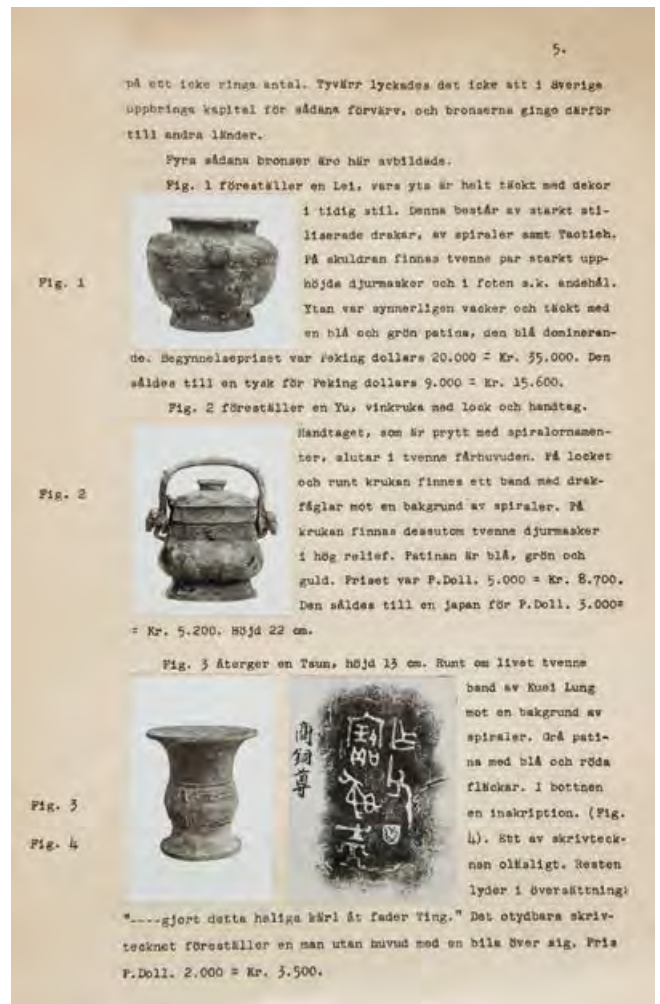 5.
på ett icke ringa antal. Tyvärr lyckades det icke att i Sverige
uppbringa kapital för sådana förvärv, och bronserna gingo därför
till andra länder.
Fyra sådana bronser äro här avbildade.
Fig. 1 föreställer en Lei, vars yta är helt täckt med dekor
i tidig stil. Denna består av starkt sti-
liserade drakar, av spiraler samt Taotieh.
På skuldran finnas tvenne par starkt upp-
Fig. 1
höjda djurmasker och i foten s.k. andehål.
Ytan var synnerligen vacker och täckt med
en blå och grön patina, den blå domineran-
de. Begynnelsepriset var Peking dollars 20.000 = Kr. 35.000. Den
såldes till en tysk för Peking dollars 9.000 = Kr. 15.600.
Fig. 2 föreställer en Yu, vinkruka med lock och handtag.
Handtaget, som är prytt med spiralornamen-
ter, slutar i tvenne fårhuvuden. På locket
Fig. 2
och runt krukan finnes ett band med drak-
fåglar mot en bakgrund av spiraler. På
krukan finnas dessutom tvenne djurmasker
i hög relief. Patinan är blå, grön och
guld. Priset var P.Doll. 5.000 = Kr. 8.700.
Den såldes till en japan för P.Doll. 3.000=
= Kr. 5.200. Höjd 22 cm.
Fig. 3 återger en Tsun, höjd 13 cm. Runt om livet tvenne
band av Kuei Lung
mot en bakgrund av
spiraler. Grå pati-
na med blå och röda
fläckar. I bottnen
Fig. 3
en inskription. (Fig.
Fig. 4
4). Ett av skrivteck-
nen oläsligt. Resten
lyder i översättning:
"----gjort detta heliga kärl åt fader Ting." Det otydbara skriv-
tecknet föreställer en man utan huvud med en bila över sig. Pris
P.Doll. 2.000 = Kr. 3.500.